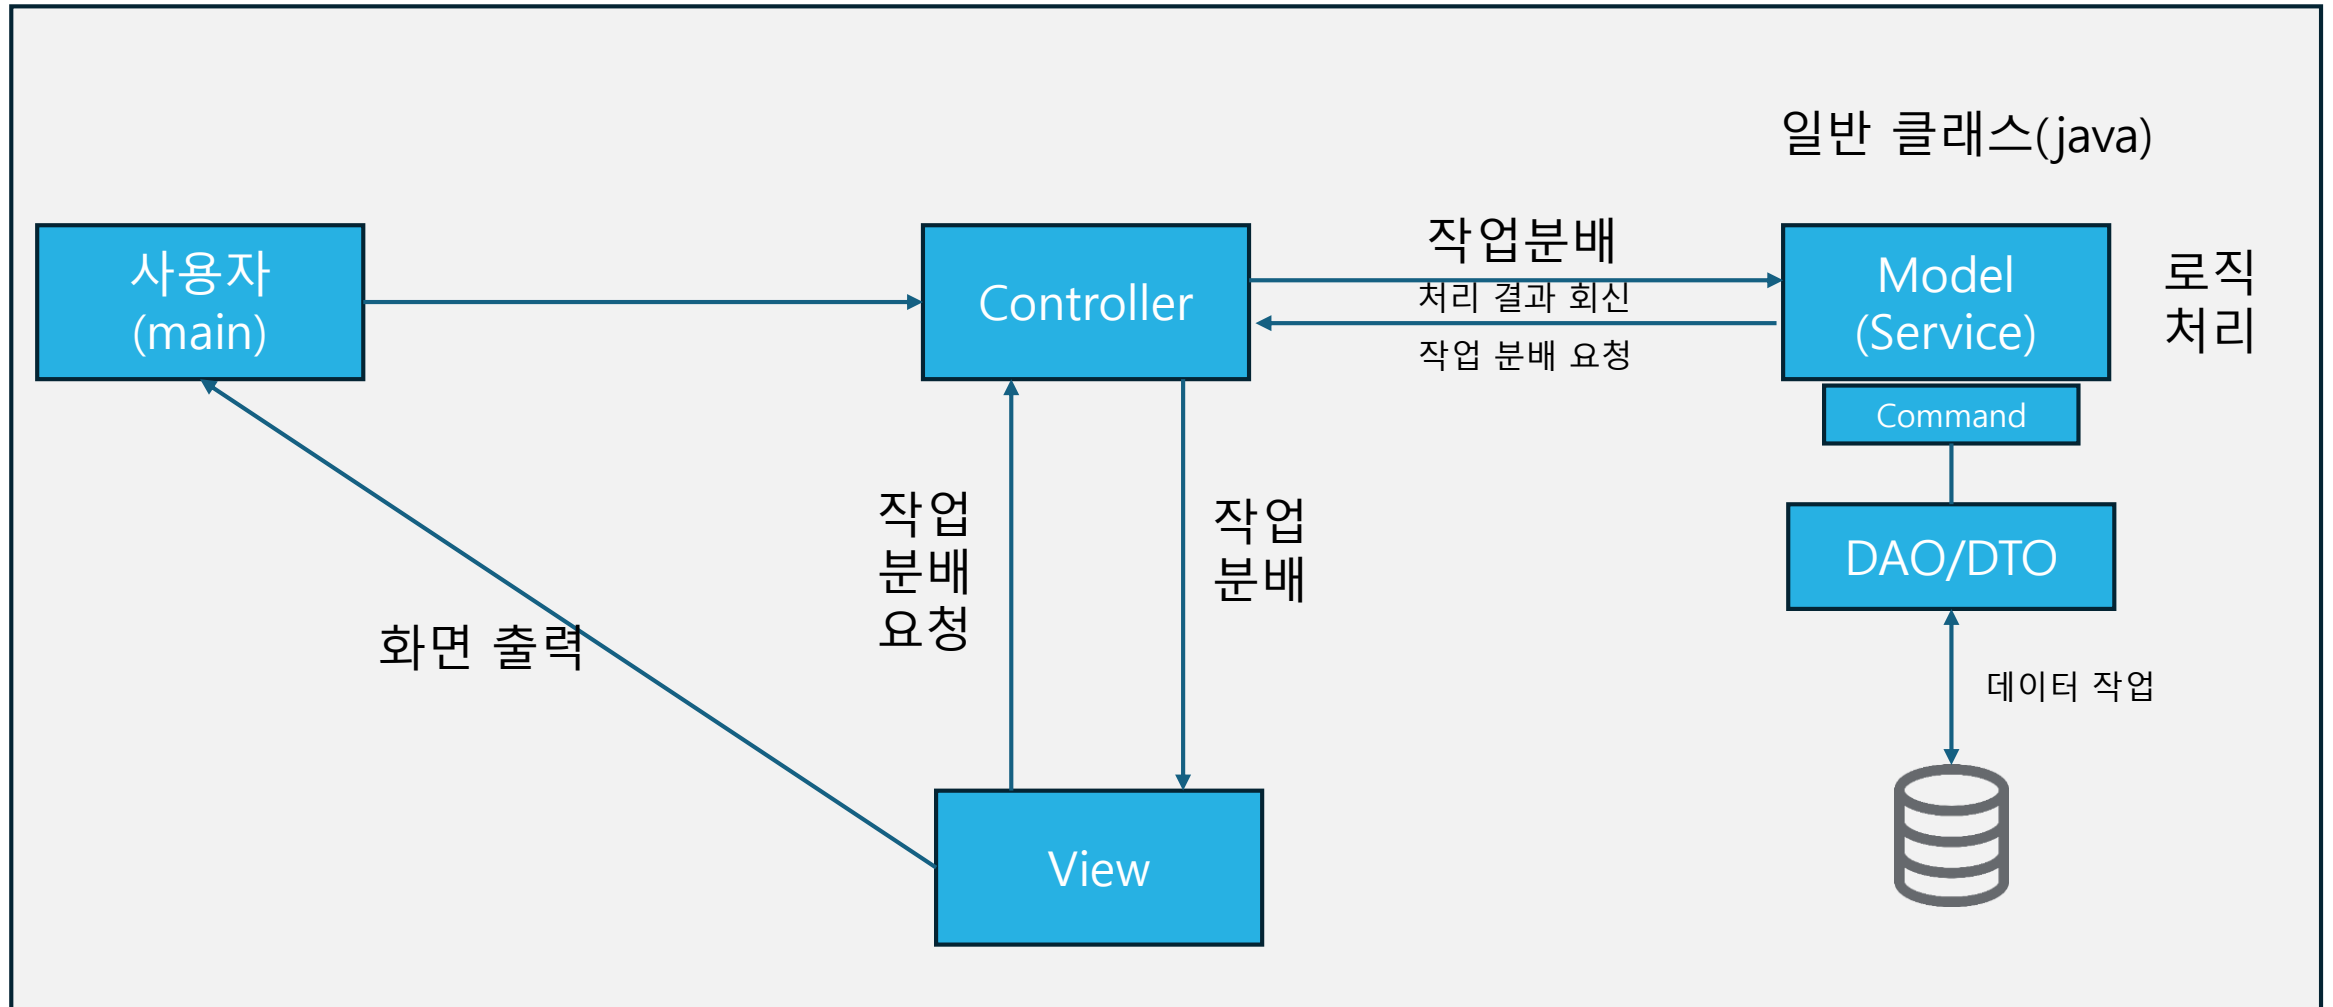 일반 클래스(java)
사용자
(main)
Controller
작업분배
처리 결과 회신
작업 분배 요청
Model
(Service)
로직
처리
Command
작업
분배
요청
작업
분배
DAO/DTO
화면 출력
데이터 작업
View